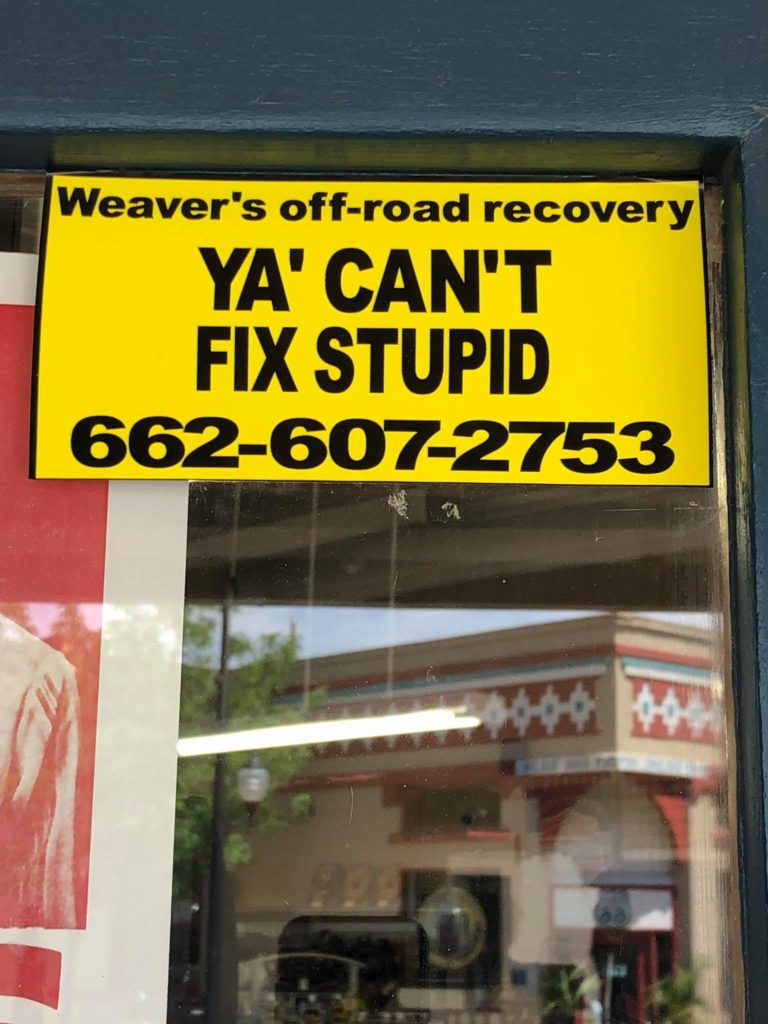 Weaver's off-road recovery
YA' CAN'T
FIX STUPID
662-607-2753